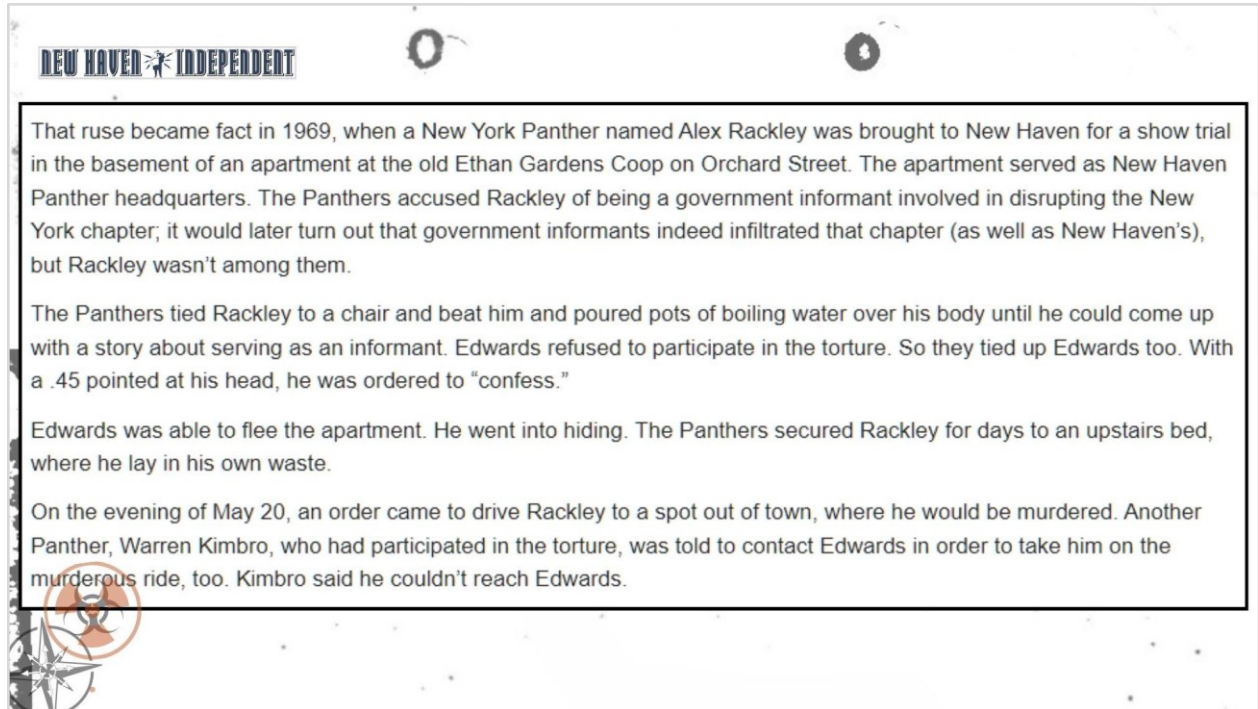 NEW HAVEN INDEPENDENT
That ruse became fact in 1969, when a New York Panther named Alex Rackley was brought to New Haven for a show trial
in the basement of an apartment at the old Ethan Gardens Coop on Orchard Street. The apartment served as New Haven
Panther headquarters. The Panthers accused Rackley of being a government informant involved in disrupting the New
York chapter; it would later turn out that government informants indeed infiltrated that chapter (as well as New Haven’s),
but Rackley wasn’t among them.
The Panthers tied Rackley to a chair and beat him and poured pots of boiling water over his body until he could come up
with a story about serving as an informant. Edwards refused to participate in the torture. So they tied up Edwards too. With
a .45 pointed at his head, he was ordered to “confess.”
Edwards was able to flee the apartment. He went into hiding. The Panthers secured Rackley for days to an upstairs bed,
where he lay in his own waste.
On the evening of May 20, an order came to drive Rackley to a spot out of town, where he would be murdered. Another
Panther, Warren Kimbro, who had participated in the torture, was told to contact Edwards in order to take him on the
murderous ride, too. Kimbro said he couldn’t reach Edwards.